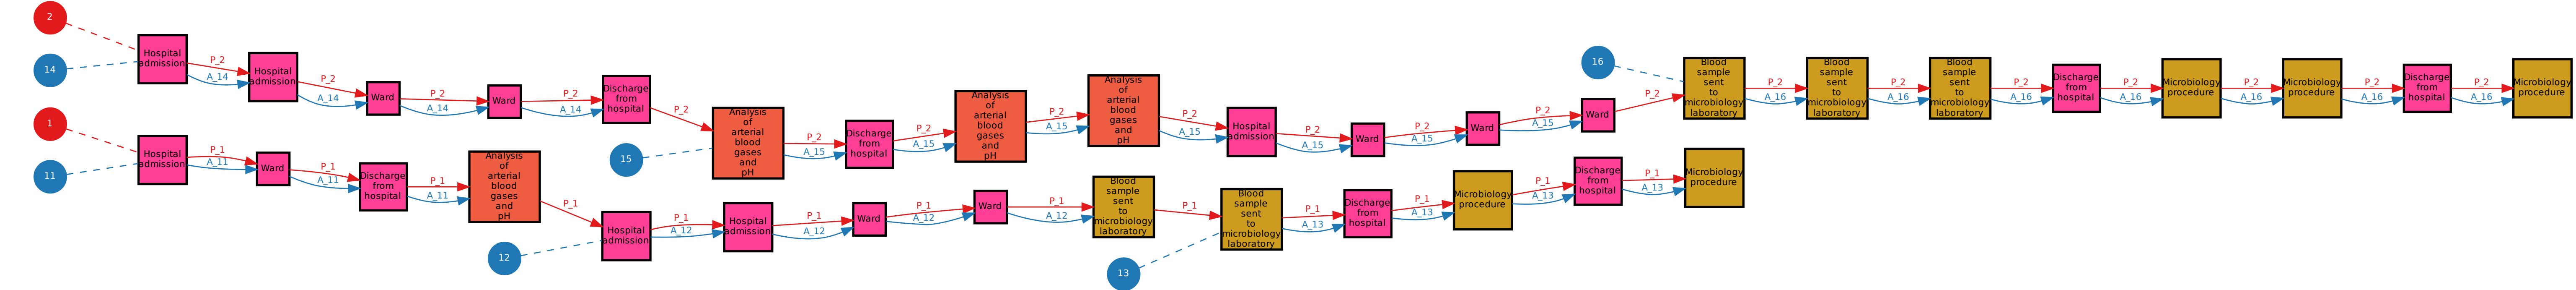 2
14
1
11
Hospital
admission
P_2
A_14
Hospital
admission
P_2
A_14
Ward
P_2
A_14
Ward
P_2
A_14
Discharge
from
hospital
P_2
15
Analysis
of
arterial
blood
gases
and
pH
P_2
A_15
Discharge
from
hospital
P_2
A_15
Analysis
of
arterial
blood
gases
and
pH
P_2
A_15
Analysis
of
arterial
blood
gases
and
pH
P_2
A_15
Hospital
admission
P_2
A_15
Ward
P_2
A_15
Ward
P_2
A_15
Ward
P_2
16
Blood
sample
sent
to
microbiology
laboratory
P_2
A_16
Blood
sample
sent
to
microbiology
laboratory
P_2
A_16
Blood
sample
sent
to
microbiology
laboratory
P_2
A_16
Discharge
from
hospital
P_2
A_16
Microbiology
procedure
P_2
A_16
Microbiology
procedure
P_2
A_16
Discharge
from
hospital
P_2
A_16
Microbiology
procedure
Hospital
admission
P_1
A_11
Ward
P_1
A_11
Discharge
from
hospital
P_1
A_11
Analysis
of
arterial
blood
gases
and
pH
P_1
12
Hospital
admission
P_1
A_12
Hospital
admission
P_1
A_12
Ward
P_1
A_12
Ward
P_1
A_12
Blood
sample
sent
to
microbiology
laboratory
P_1
13
Blood
sample
sent
to
microbiology
laboratory
P_1
A_13
Discharge
from
hospital
P_1
A_13
Microbiology
procedure
P_1
A_13
Discharge
from
hospital
P_1
A_13
Microbiology
procedure